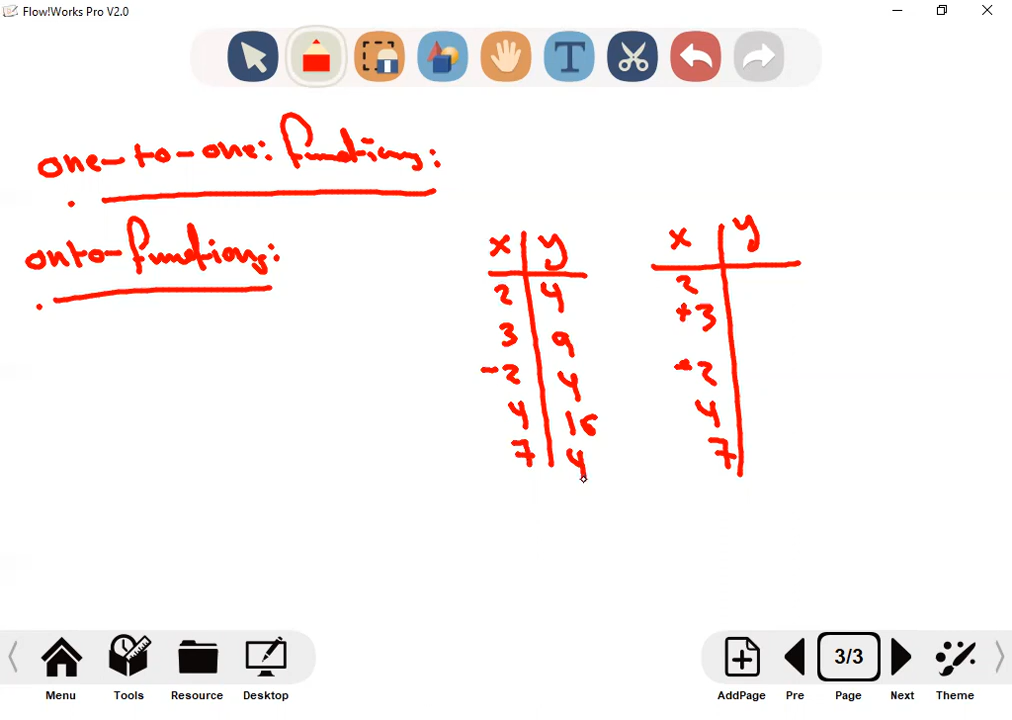 Flow!Works Pro V2.0
T
one-to-one: functions:
onto-functions:
x y
2 4
3 9
-2 4
4 16
7 4
x y
2
+3
-2
4
7
Menu Tools Resource Desktop
3/3
AddPage Pre Page Next Theme